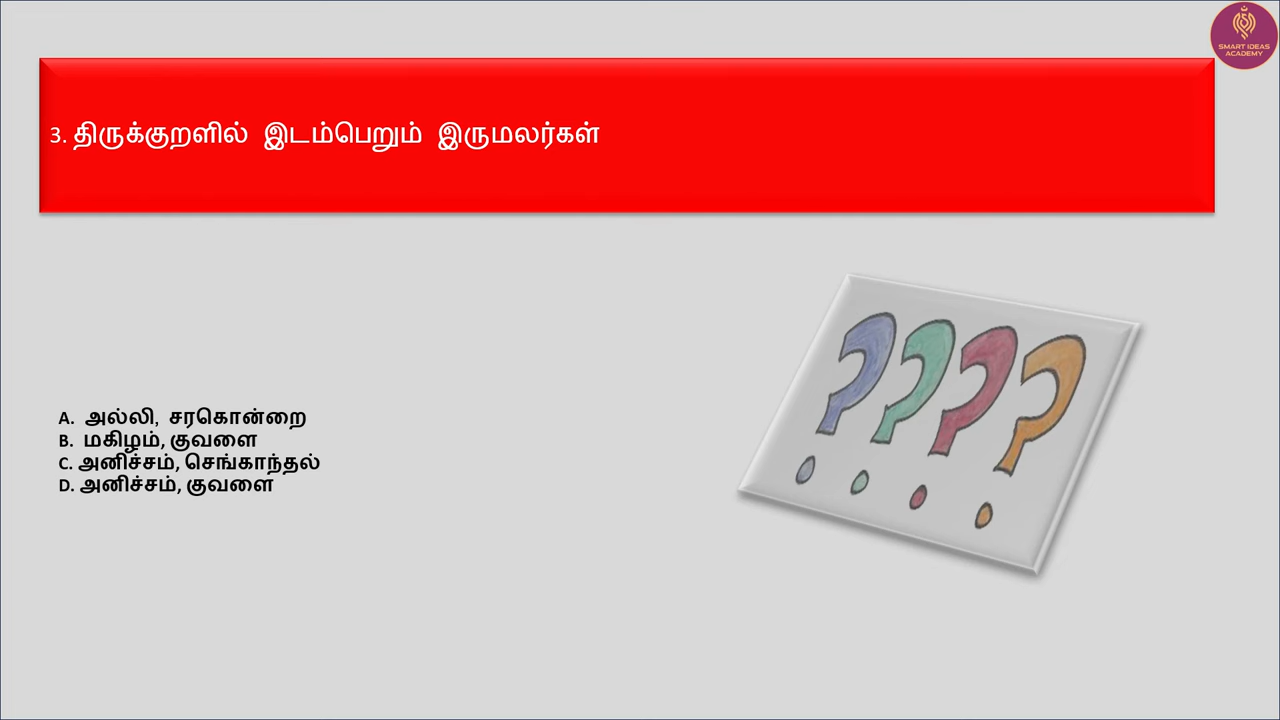 SMART IDEAS
ACADEMY
3. திருக்குறளில் இடம்பெறும் இருமலர்கள்
A. அல்லி, சரகொன்றை
B. மகிழம், குவளை
C. அனிச்சம், செங்காந்தல்
D. அனிச்சம், குவளை
????